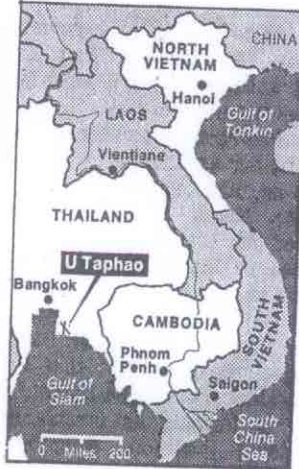 CHINA
NORTH
VIETNAM
Hanoi
LAOS
Gulf of
Tonkin
Vientiane
THAILAND
U Taphao
Bangkok
CAMBODIA
SOUTH
VIETNAM
Phnom
Penh
Gulf of
Siam
Saigon
South
China
Sea
0 Miles 200